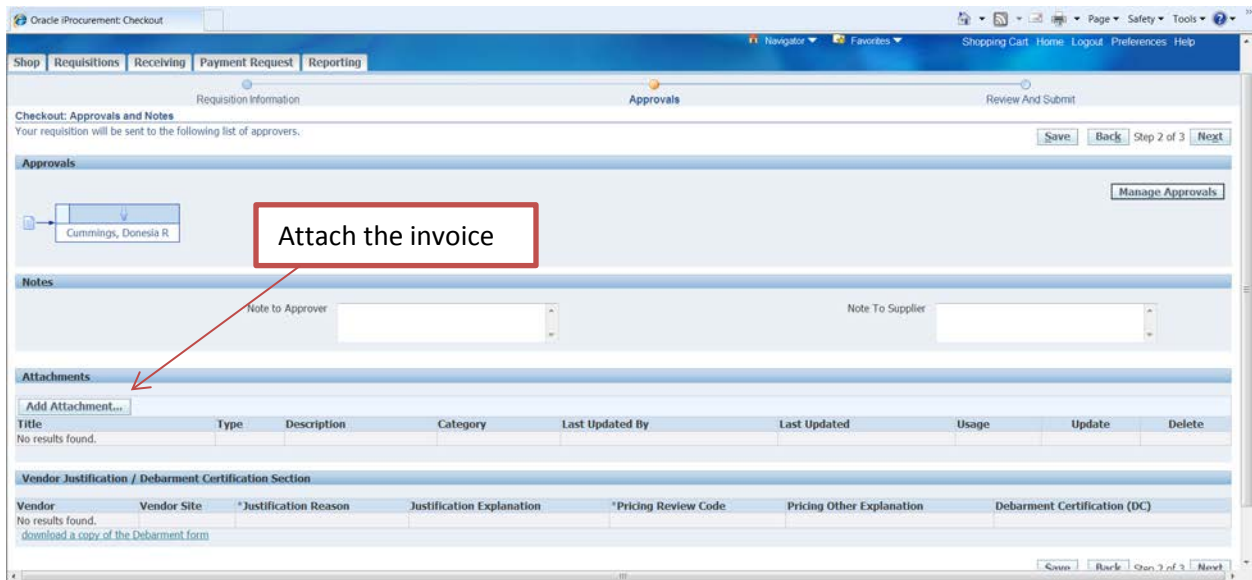 Oracle iProcurement: Checkout
Page Safety Tools
Navigator Favorites Shopping Cart Home Logout Preferences Help
Shop Requisitions Receiving Payment Request Reporting
Requisition Information Approvals Review And Submit
Checkout: Approvals and Notes
Your requisition will be sent to the following list of approvers.
Save Back Step 2 of 3 Next
Approvals
Manage Approvals
Cummings, Donesia R
Attach the invoice
Notes
Note to Approver Note To Supplier
Attachments
Add Attachment...
Title Type Description Category Last Updated By Last Updated Usage Update Delete
No results found.
Vendor Justification / Debarment Certification Section
Vendor Vendor Site *Justification Reason Justification Explanation *Pricing Review Code Pricing Other Explanation Debarment Certification (DC)
No results found.
download a copy of the Debarment form
Save Back Step 2 of 3 Next